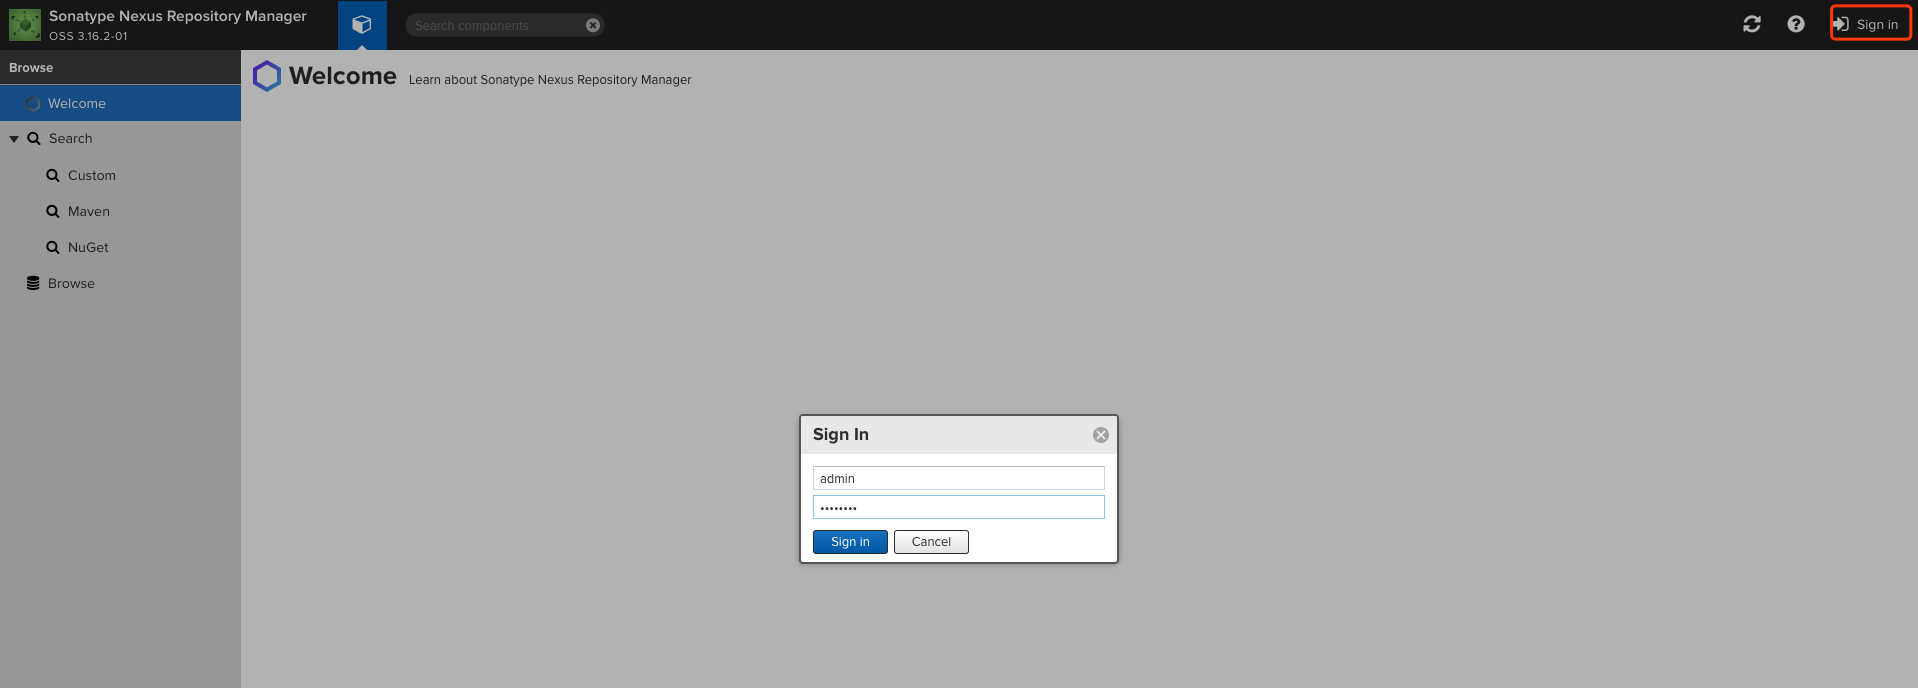 Sonatype Nexus Repository Manager
OSS 3.16.2-01
Search components
Sign in
Browse
Welcome
Search
Custom
Maven
NuGet
Browse
Welcome Learn about Sonatype Nexus Repository Manager
Sign In
admin
••••••••
Sign in Cancel